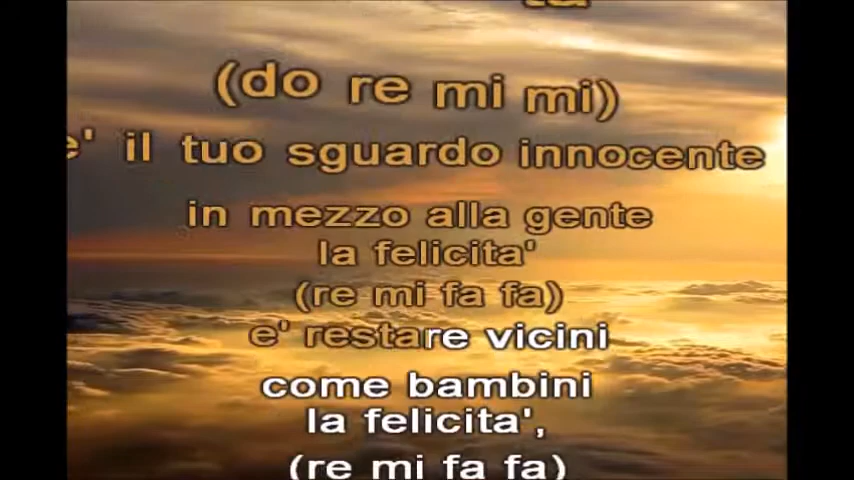 ta
(do re mi mi)
e' il tuo sguardo innocente
in mezzo alla gente
la felicita'
(re mi fa fa)
e' restare vicini
come bambini
la felicita',
(re mi fa fa)